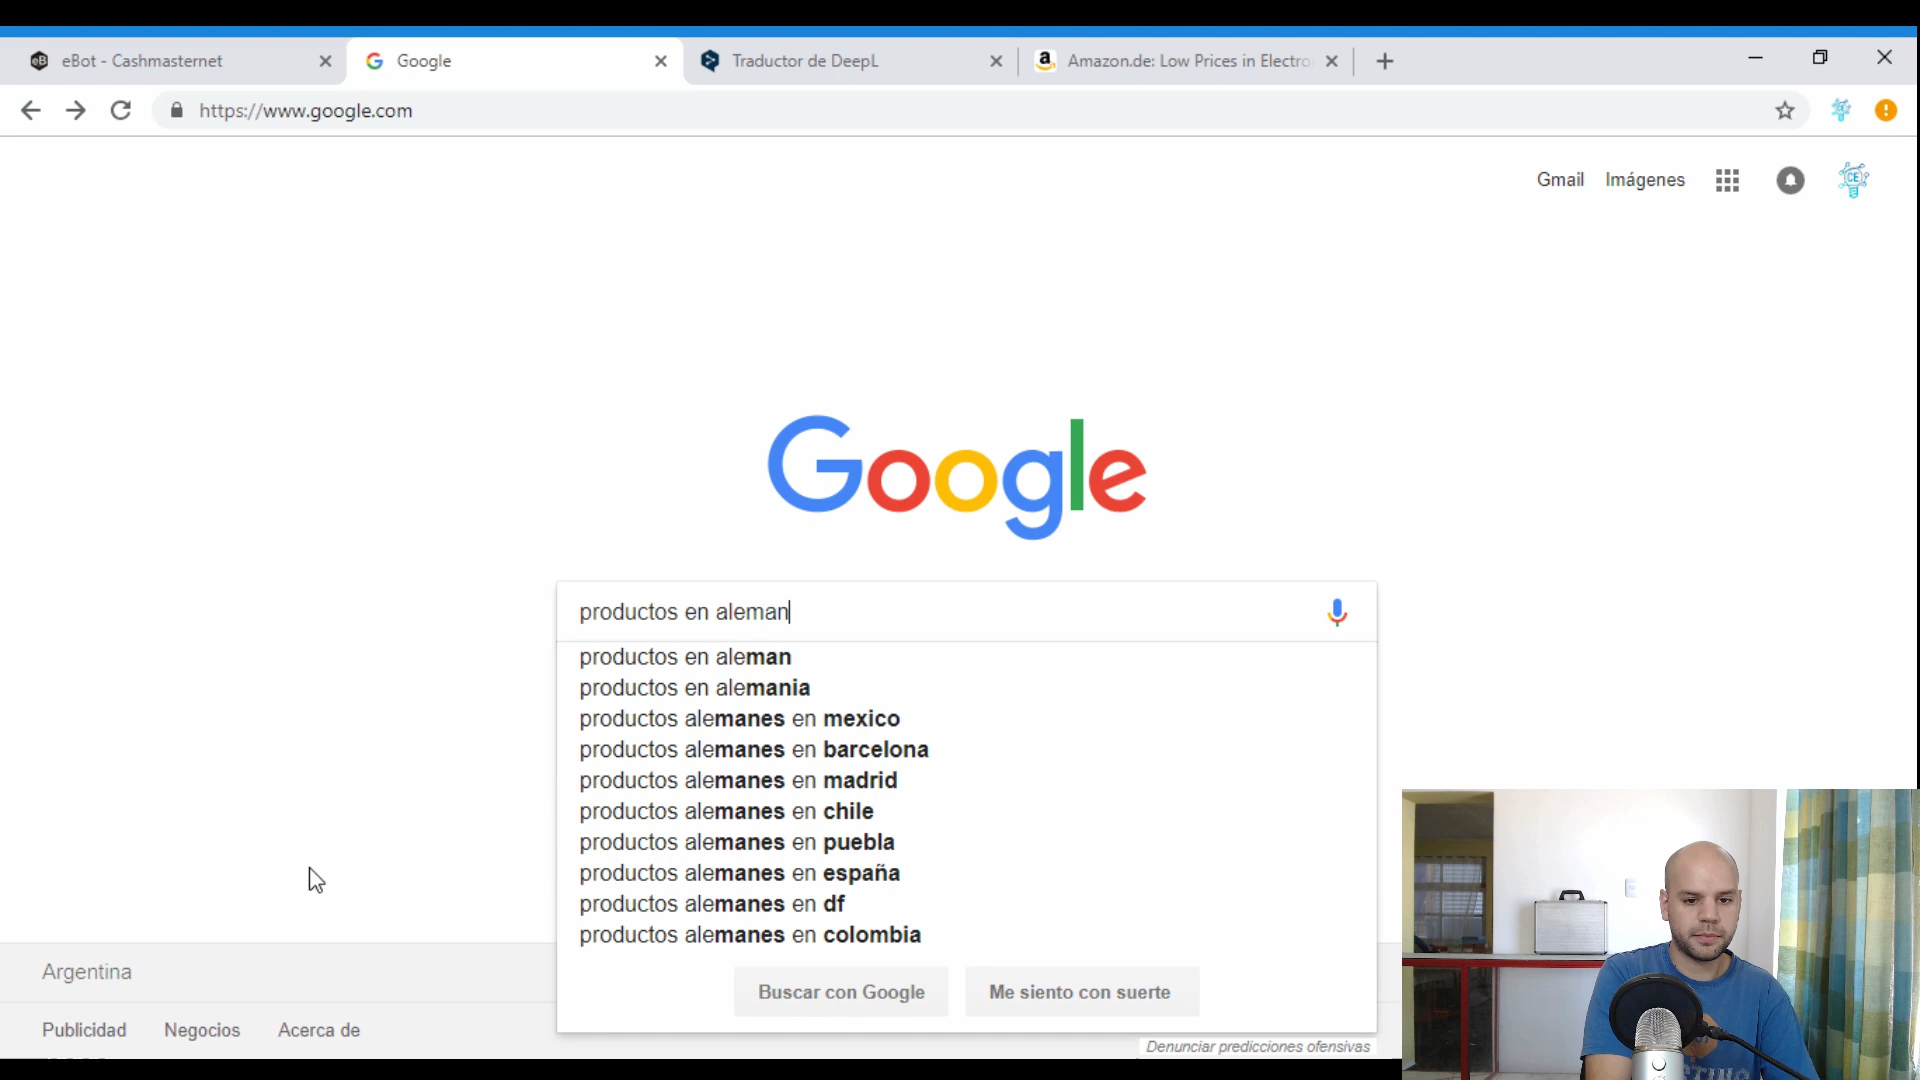 eBot - Cashmasternet
Google
Traductor de DeepL
Amazon.de: Low Prices in Electro
https://www.google.com
Gmail
Imágenes
CE
Google
productos en aleman
productos en aleman
productos en alemania
productos alemanes en mexico
productos alemanes en barcelona
productos alemanes en madrid
productos alemanes en chile
productos alemanes en puebla
productos alemanes en españa
productos alemanes en df
productos alemanes en colombia
Buscar con Google
Me siento con suerte
Denunciar predicciones ofensivas
Argentina
Publicidad
Negocios
Acerca de